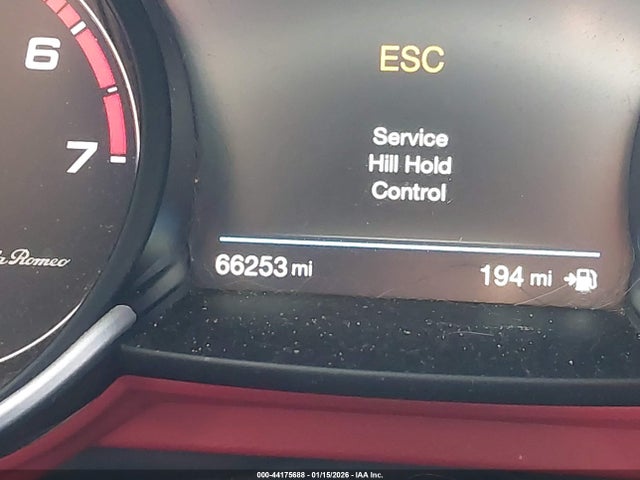 6
7
Romeo
ESC
Service
Hill Hold
Control
66253 mi
194 mi
000-44175688 - 01/15/2026 - IAA Inc.